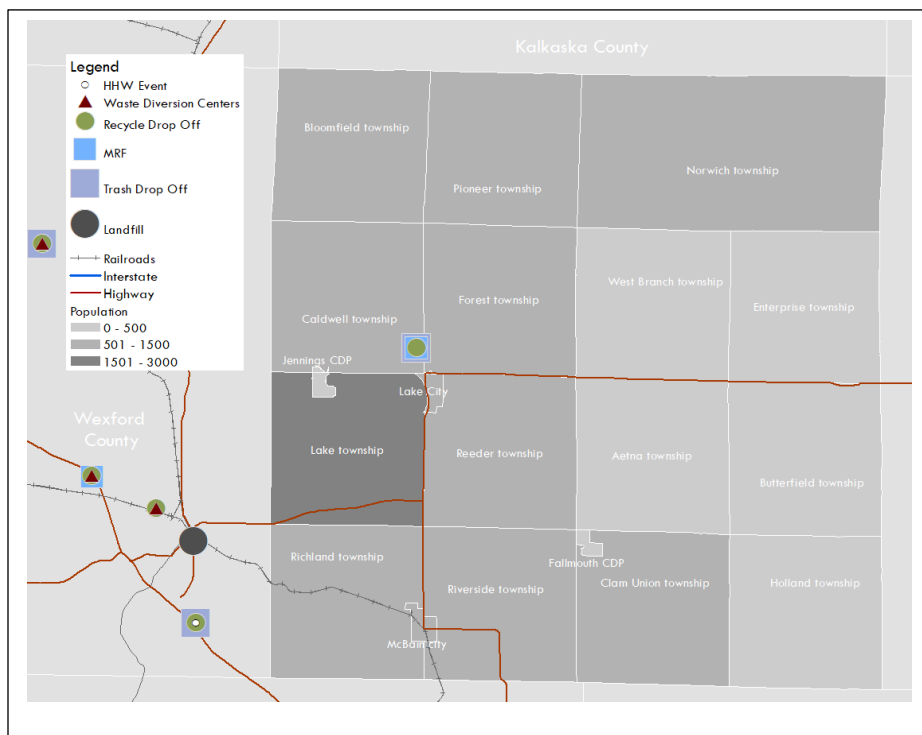 Kalkaska County
Legend
HHW Event
Waste Diversion Centers
Recycle Drop Off
MRF
Trash Drop Off
Landfill
Railroads
Interstate
Highway
Population
0 - 500
501 - 1500
1501 - 3000
Bloomfield township
Pioneer township
Norwich township
Caldwell township
Forest township
West Branch township
Enterprise township
Jennings CDP
Lake City
Wexford
County
Lake township
Reeder township
Aetna township
Butterfield township
Richland township
Riverside township
Fallmouth CDP
Clam Union township
Holland township
McBain city